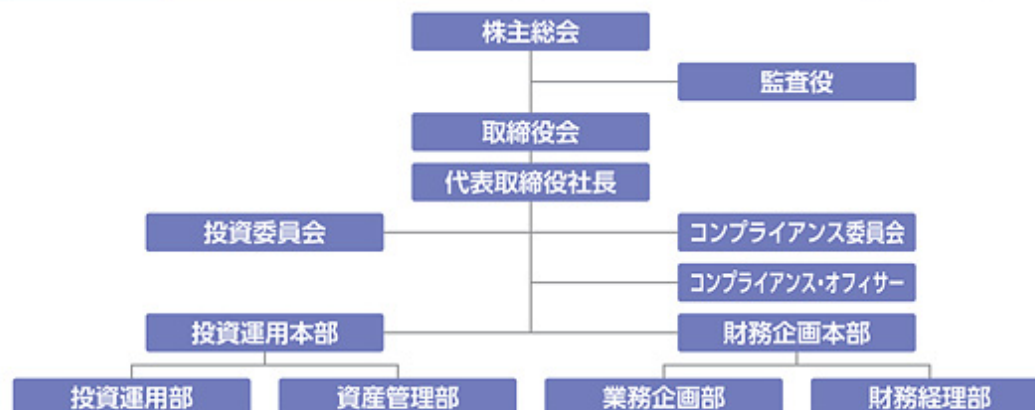 株主総会
監査役
取締役会
代表取締役社長
投資委員会
コンプライアンス委員会
コンプライアンス・オフィサー
投資運用本部
財務企画本部
投資運用部
資産管理部
業務企画部
財務経理部